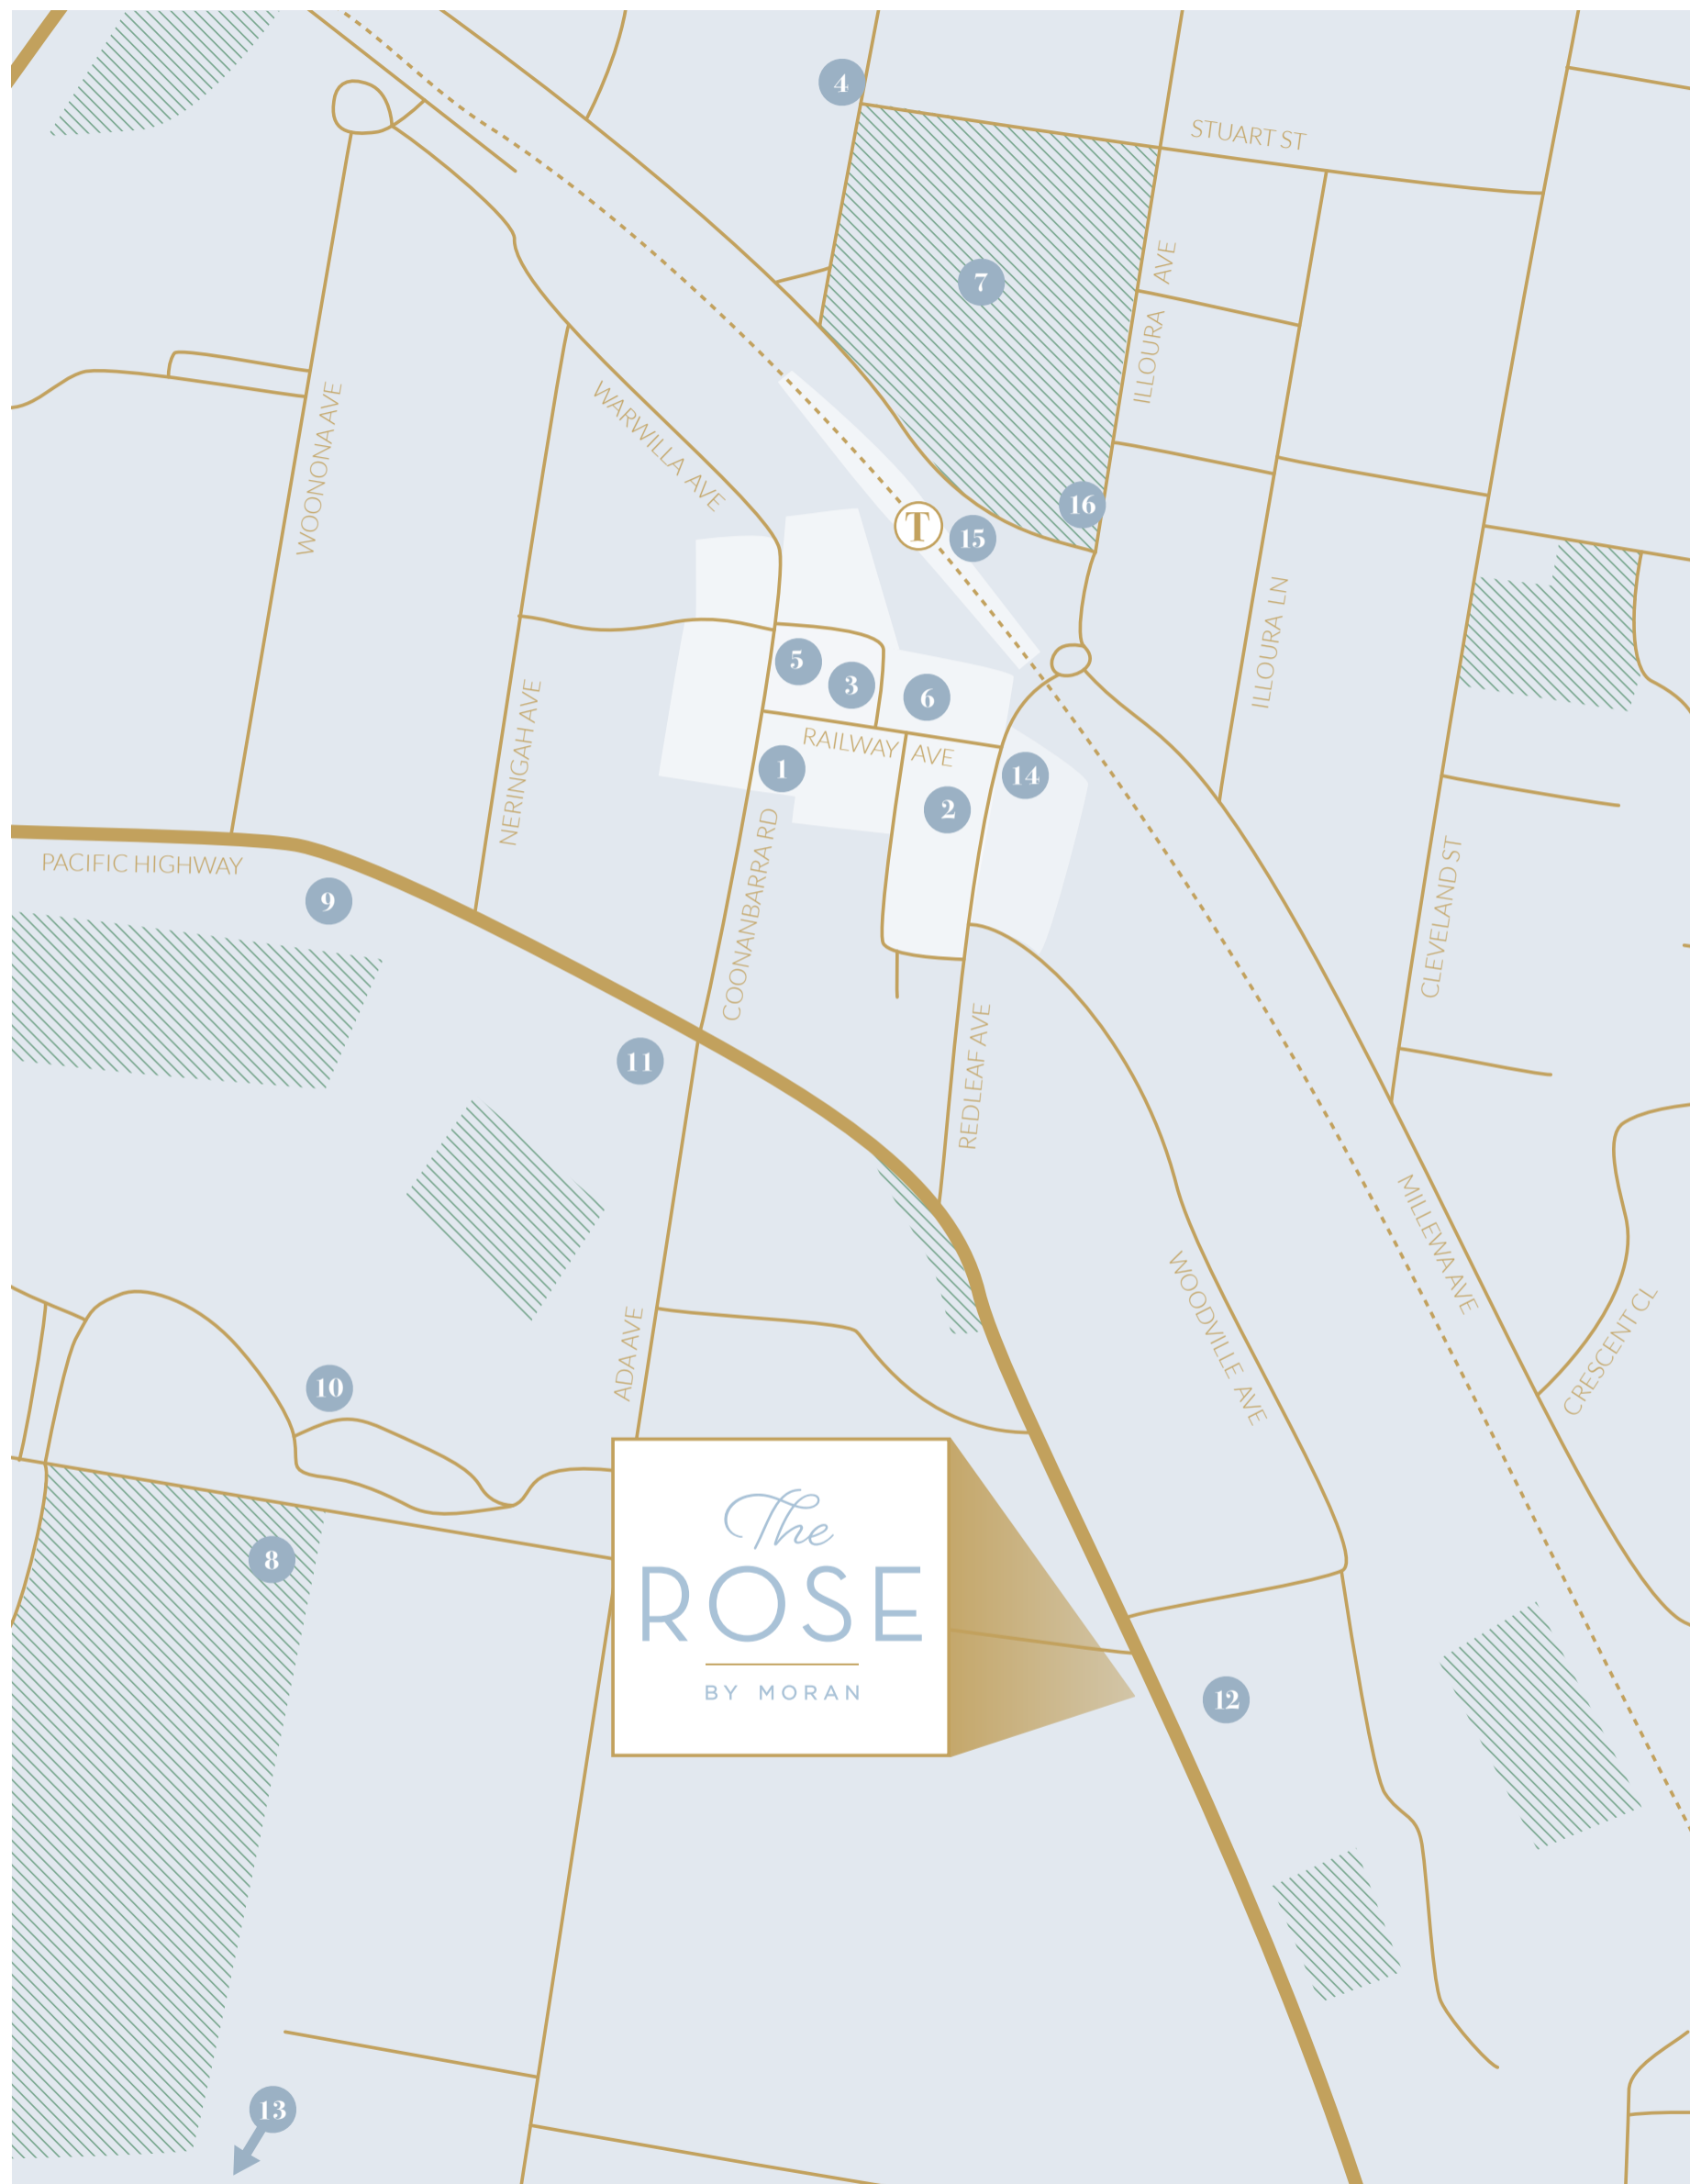 4
STUART ST
7
ILLOURA AVE
WARWILLA AVE
WOONONA AVE
16
T
15
ILLOURA LN
5
3
6
NERINGAH AVE
RAILWAY AVE
1
14
2
PACIFIC HIGHWAY
COONANBARRA RD
CLEVELAND ST
9
REDLEAF AVE
11
MILLEWA AVE
WOODVILLE AVE
CRESCENT CL
ADA AVE
10
The
ROSE
BY MORAN
8
12
13